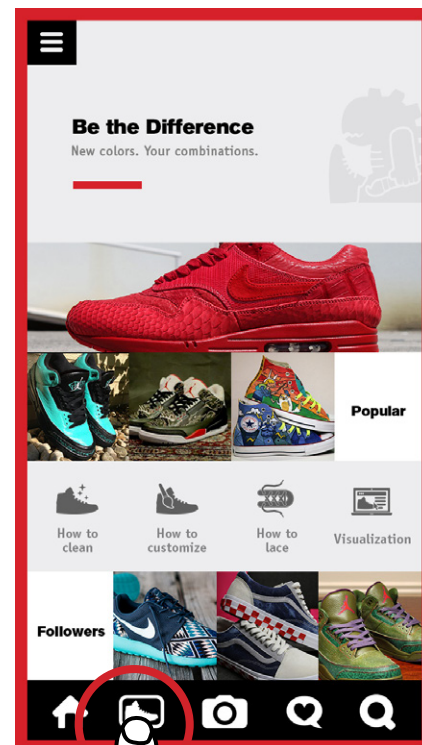 Be the Difference
New colors. Your combinations.
Popular
How to
clean
How to
customize
How to
lace
Visualization
Followers